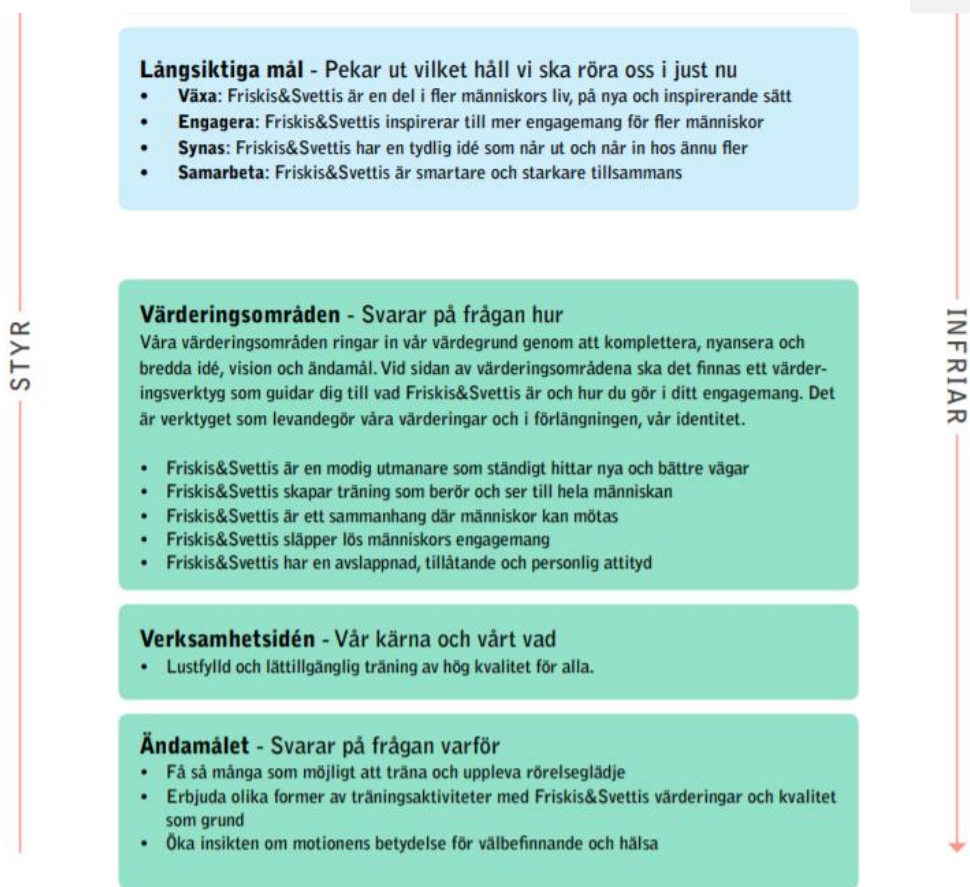 Långsiktiga mål - Pekar ut vilket håll vi ska röra oss i just nu
• Växa: Friskis&Svettis är en del i fler människors liv, på nya och inspirerande sätt
• Engagera: Friskis&Svettis inspirerar till mer engagemang för fler människor
• Synas: Friskis&Svettis har en tydlig idé som når ut och når in hos ännu fler
• Samarbeta: Friskis&Svettis är smartare och starkare tillsammans
STYR
INFRIAR
Värderingsområden - Svarar på frågan hur
Våra värderingsområden ringar in vår värdegrund genom att komplettera, nyansera och
bredda idé, vision och ändamål. Vid sidan av värderingsområdena ska det finnas ett värder-
ingsverktyg som guidar dig till vad Friskis&Svettis är och hur du gör i ditt engagemang. Det
är verktyget som levandegör våra värderingar och i förlängningen, vår identitet.
• Friskis&Svettis är en modig utmanare som ständigt hittar nya och bättre vägar
• Friskis&Svettis skapar träning som berör och ser till hela människan
• Friskis&Svettis är ett sammanhang där människor kan mötas
• Friskis&Svettis släpper lös människors engagemang
• Friskis&Svettis har en avslappnad, tillåtande och personlig attityd
Verksamhetsidén - Vår kärna och vårt vad
• Lustfylld och lättillgänglig träning av hög kvalitet för alla.
Ändamålet - Svarar på frågan varför
• Få så många som möjligt att träna och uppleva rörelseglädje
• Erbjuda olika former av träningsaktiviteter med Friskis&Svettis värderingar och kvalitet
som grund
• Öka insikten om motionens betydelse för välbefinnande och hälsa